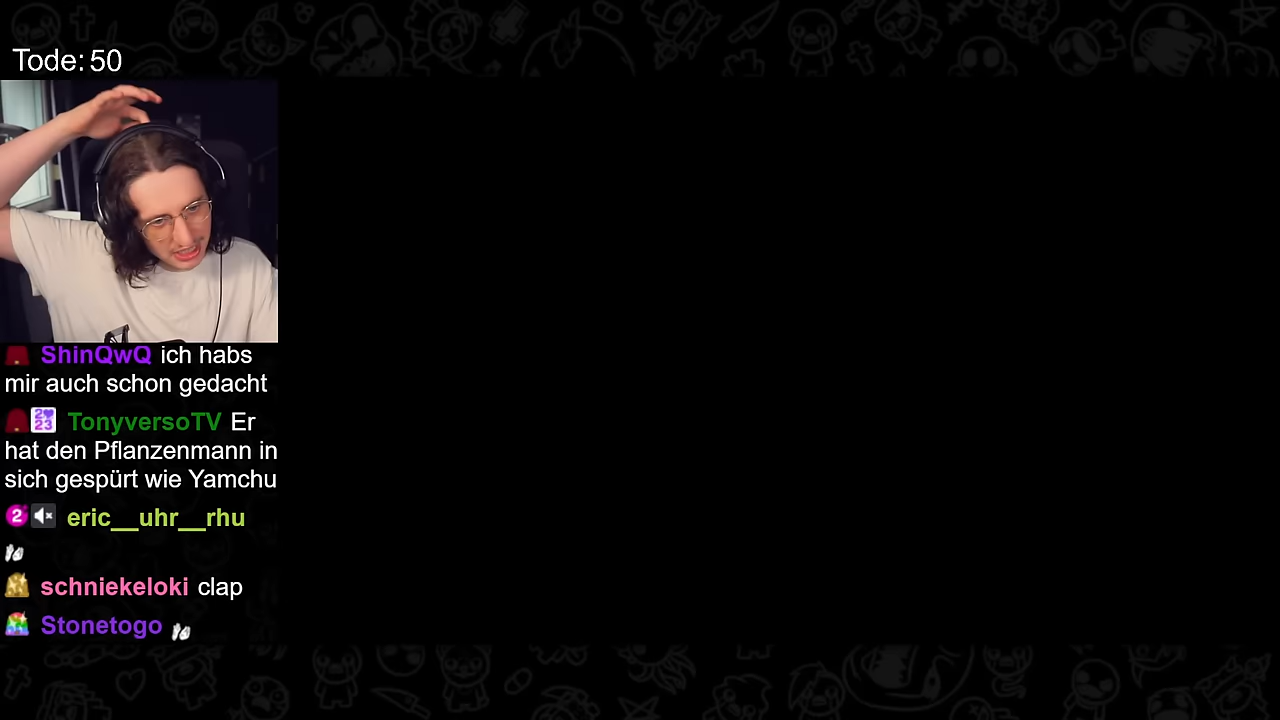 Tode: 50
ShinQwQ ich habs
mir auch schon gedacht
TonyversoTV Er
hat den Pflanzenmann in
sich gespürt wie Yamchu
eric__uhr__rhu
schniekeloki clap
Stonetogo